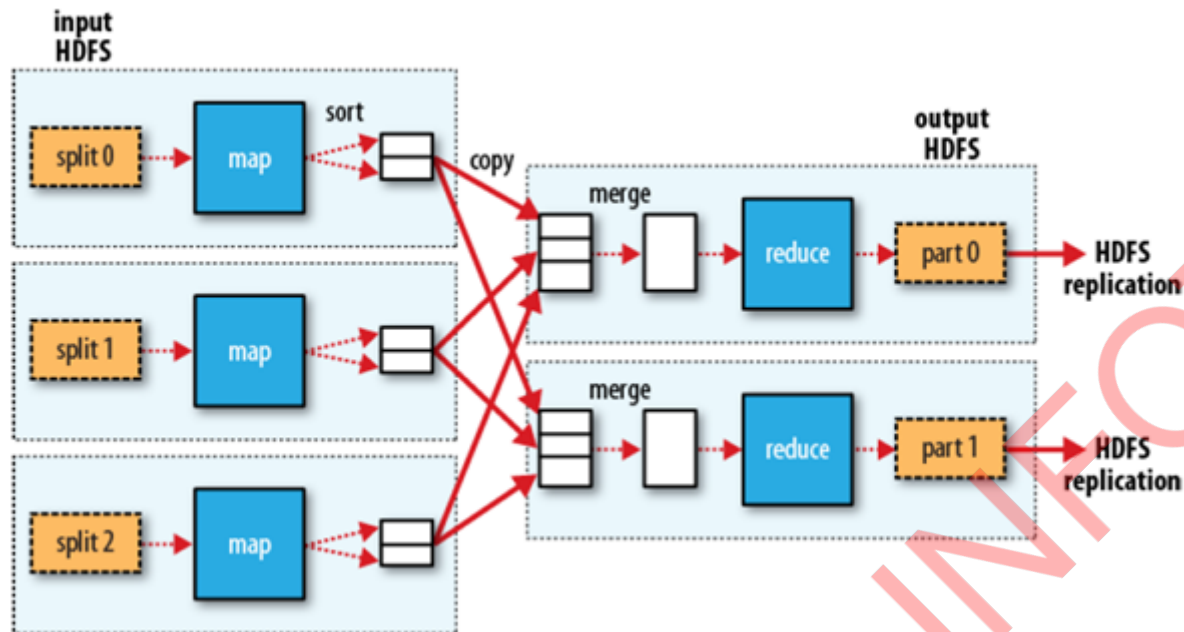 input
HDFS
sort
split 0
map
copy
split 1
map
split 2
map
output
HDFS
merge
reduce
part 0
HDFS
replication
merge
reduce
part 1
HDFS
replication
INFO